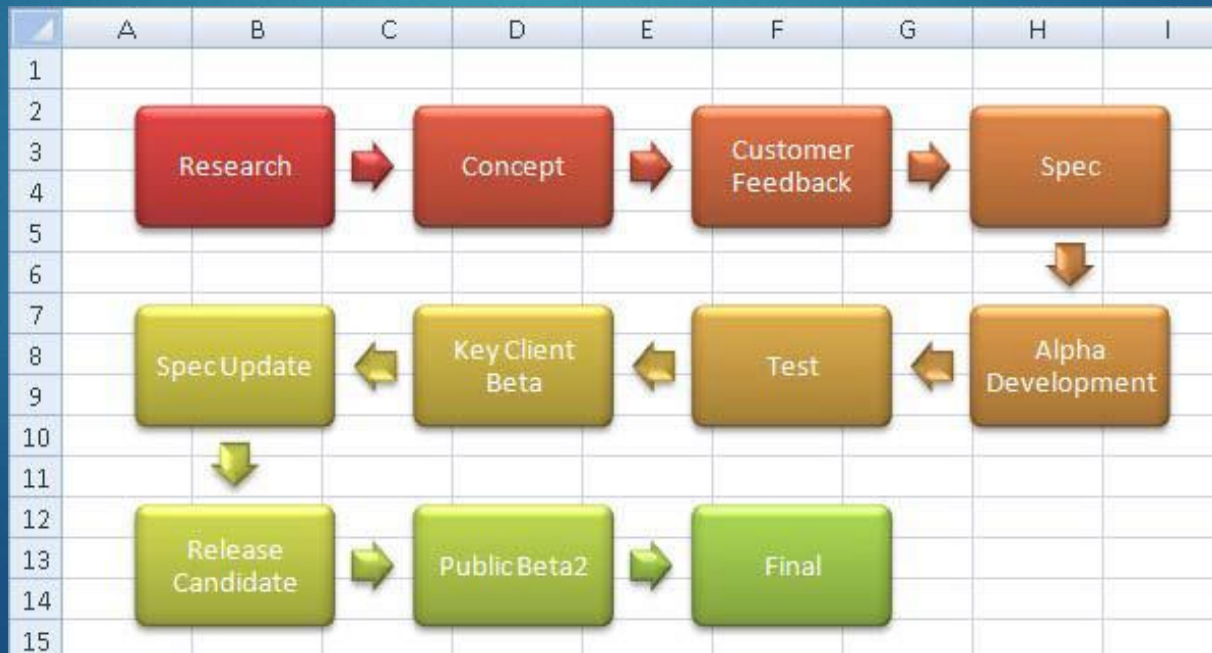 A B C D E F G H I
1
2
3
4
5
6
7
8
9
10
11
12
13
14
15
Research
Concept
Customer
Feedback
Spec
Alpha
Development
Test
Key Client
Beta
Spec Update
Release
Candidate
Public Beta2
Final